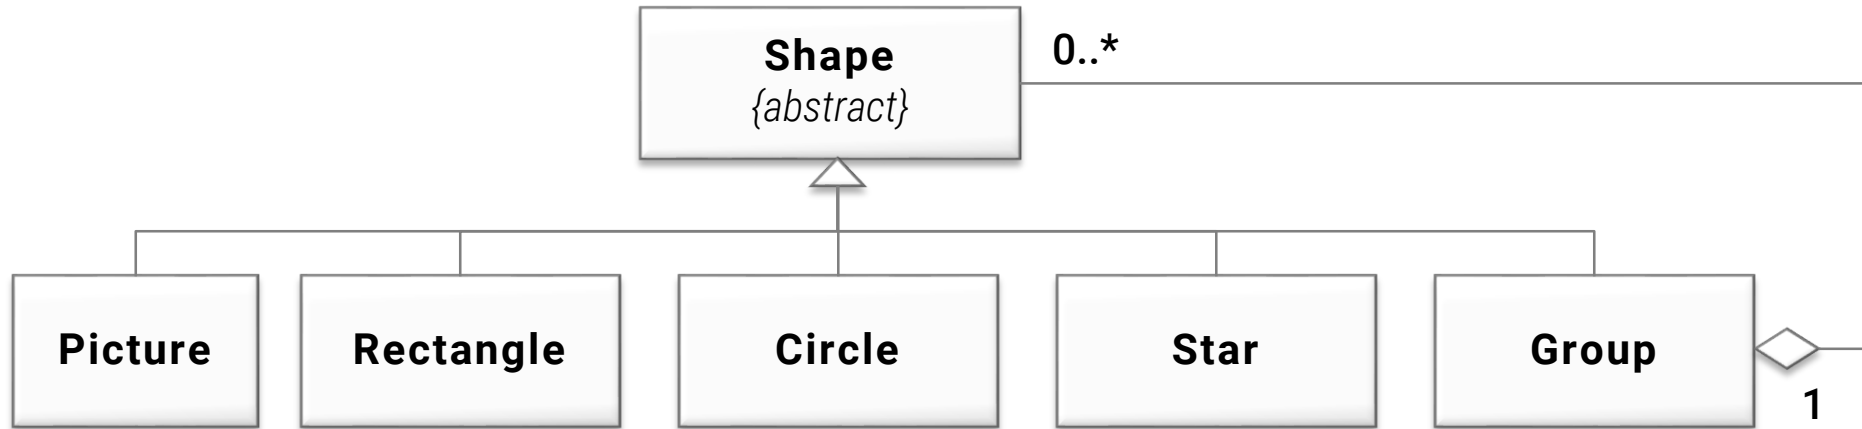 Shape
{abstract}
0..*
Picture
Rectangle
Circle
Star
Group
1